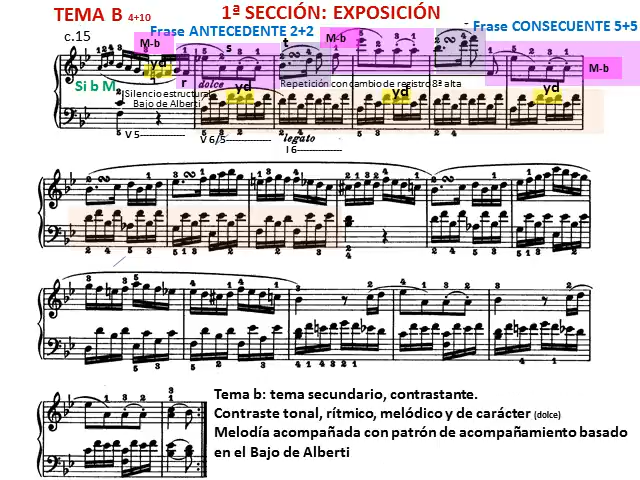 TEMA B 4+10
1ª SECCIÓN: EXPOSICIÓN
Frase ANTECEDENTE 2+2
- Frase CONSECUENTE 5+5
c.15
M-b
s
t
M-b
M-b
yd
r
dolce
Repetición con cambio de registro 8ª alta
Si b M
Silencio estructural
Bajo de Alberti
yd
yd
yd
V 5
V 6/5
legato
I 6
Tema b: tema secundario, contrastante.
Contraste tonal, rítmico, melódico y de carácter (dolce)
Melodía acompañada con patrón de acompañamiento basado
en el Bajo de Alberti